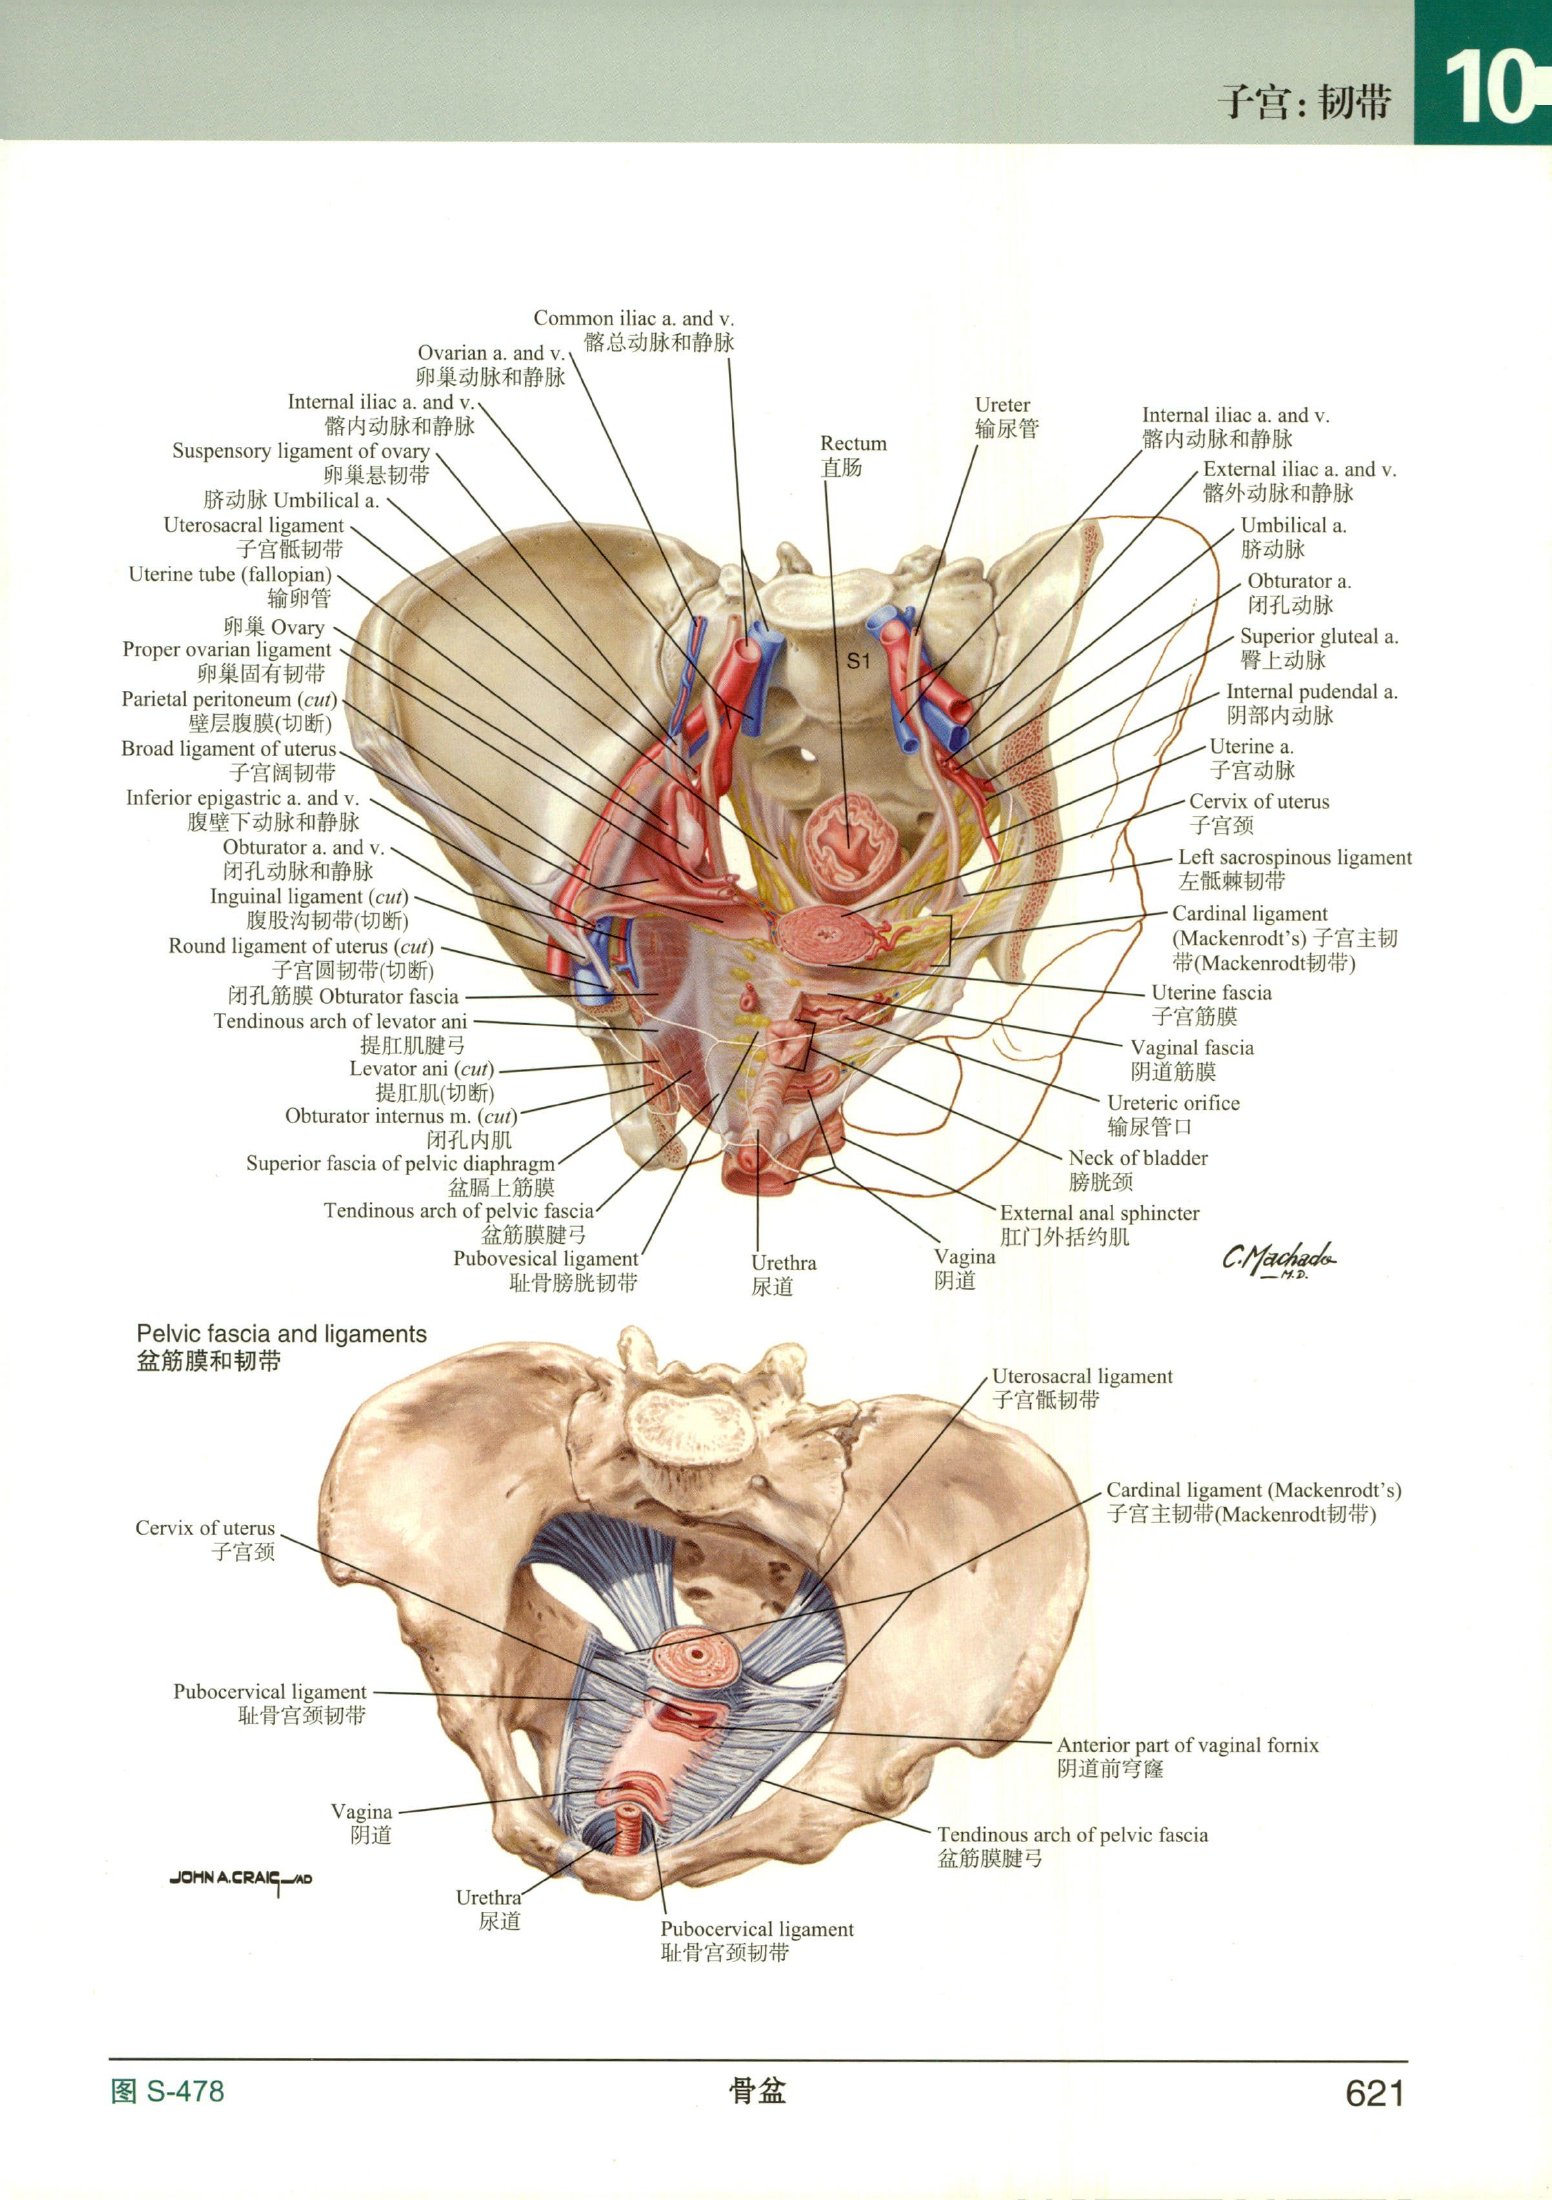 子宫：韧带
10
Common iliac a. and v.
髂总动脉和静脉
Ovarian a. and v.
卵巢动脉和静脉
Internal iliac a. and v.
髂内动脉和静脉
Suspensory ligament of ovary
卵巢悬韧带
脐动脉 Umbilical a.
Uterosacral ligament
子宫骶韧带
Uterine tube (fallopian)
输卵管
卵巢 Ovary
Proper ovarian ligament
卵巢固有韧带
Parietal peritoneum (cut)
壁层腹膜(切断)
Broad ligament of uterus
子宫阔韧带
Inferior epigastric a. and v.
腹壁下动脉和静脉
Obturator a. and v.
闭孔动脉和静脉
Inguinal ligament (cut)
腹股沟韧带(切断)
Round ligament of uterus (cut)
子宫圆韧带(切断)
闭孔筋膜 Obturator fascia
Tendinous arch of levator ani
提肛肌腱弓
Levator ani (cut)
提肛肌(切断)
Obturator internus m. (cut)
闭孔内肌
Superior fascia of pelvic diaphragm
盆膈上筋膜
Tendinous arch of pelvic fascia
盆筋膜腱弓
Pubovesical ligament
耻骨膀胱韧带
Rectum
直肠
S1
Ureter
输尿管
Internal iliac a. and v.
髂内动脉和静脉
External iliac a. and v.
髂外动脉和静脉
Umbilical a.
脐动脉
Obturator a.
闭孔动脉
Superior gluteal a.
臀上动脉
Internal pudendal a.
阴部内动脉
Uterine a.
子宫动脉
Cervix of uterus
子宫颈
Left sacrospinous ligament
左骶棘韧带
Cardinal ligament
(Mackenrodt's) 子宫主韧
带(Mackenrodt韧带)
Uterine fascia
子宫筋膜
Vaginal fascia
阴道筋膜
Ureteric orifice
输尿管口
Neck of bladder
膀胱颈
External anal sphincter
肛门外括约肌
Vagina
阴道
Urethra
尿道
C. Machado
M.D.
Pelvic fascia and ligaments
盆筋膜和韧带
Uterosacral ligament
子宫骶韧带
Cardinal ligament (Mackenrodt's)
子宫主韧带(Mackenrodt韧带)
Cervix of uterus
子宫颈
Pubocervical ligament
耻骨宫颈韧带
Anterior part of vaginal fornix
阴道前穹窿
Vagina
阴道
Tendinous arch of pelvic fascia
盆筋膜腱弓
JOHN A. CRAIG MD
Urethra
尿道
Pubocervical ligament
耻骨宫颈韧带
图 S-478
骨盆
621